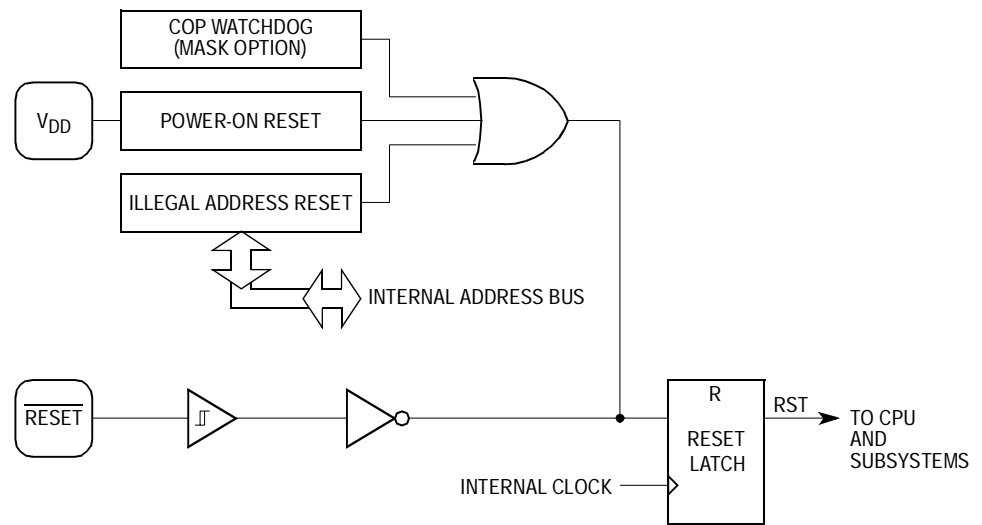 COP WATCHDOG
(MASK OPTION)
VDD
POWER-ON RESET
ILLEGAL ADDRESS RESET
INTERNAL ADDRESS BUS
RESET
R
RESET
LATCH
RST
TO CPU
AND
SUBSYSTEMS
INTERNAL CLOCK